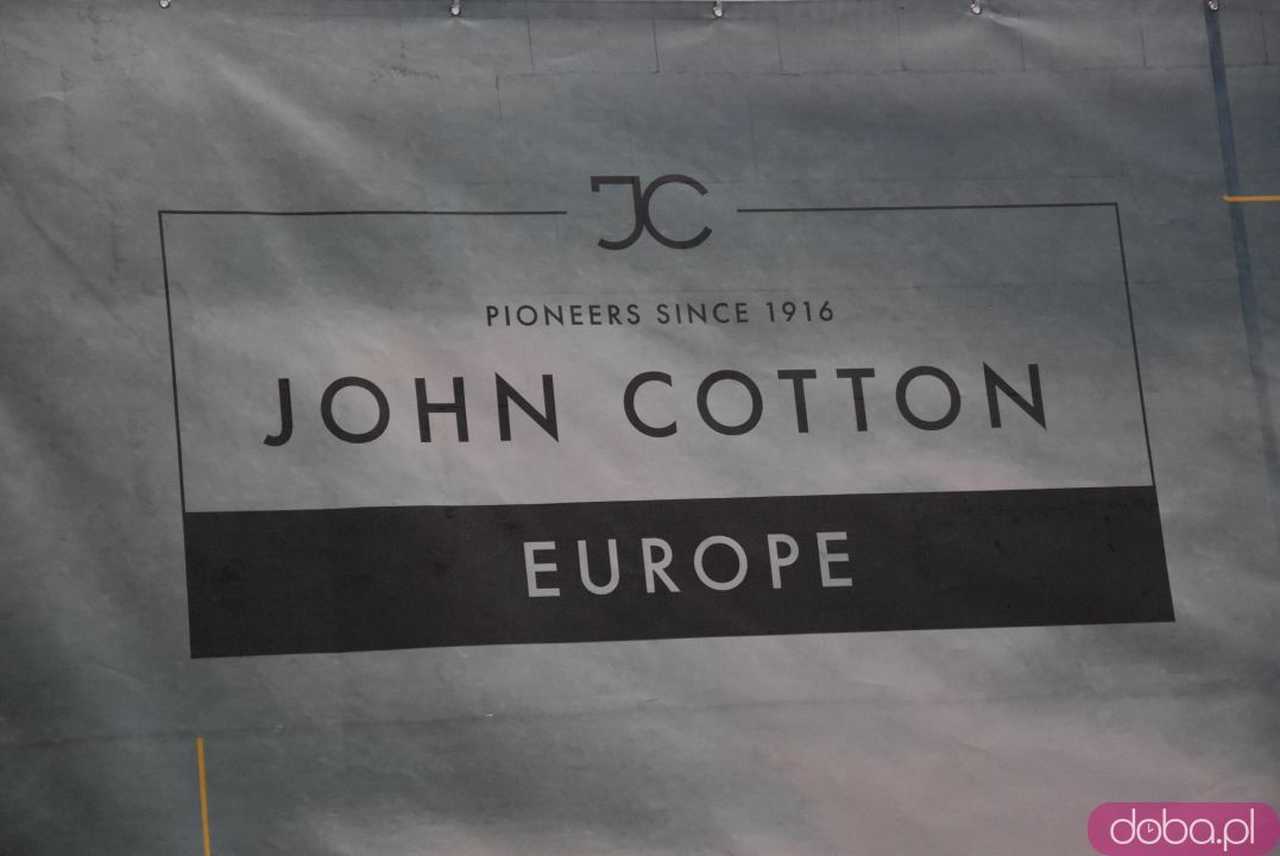 JC
PIONEERS SINCE 1916
JOHN COTTON
EUROPE
doba.pl